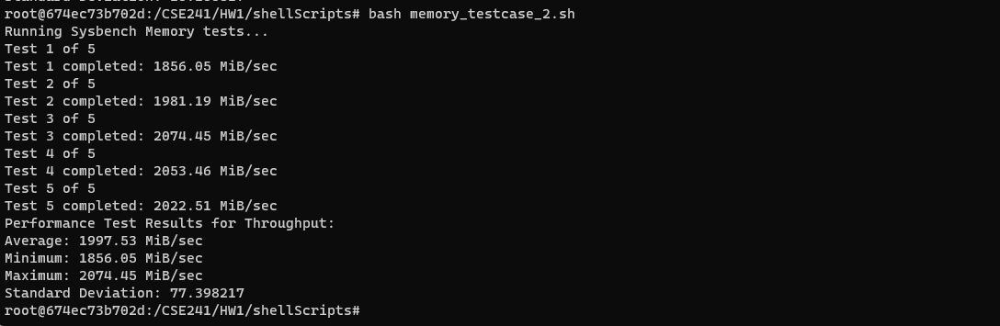 root@674ec73b702d:/CSE241/HW1/shellScripts# bash memory_testcase_2.sh
Running Sysbench Memory tests...
Test 1 of 5
Test 1 completed: 1856.05 MiB/sec
Test 2 of 5
Test 2 completed: 1981.19 MiB/sec
Test 3 of 5
Test 3 completed: 2074.45 MiB/sec
Test 4 of 5
Test 4 completed: 2053.46 MiB/sec
Test 5 of 5
Test 5 completed: 2022.51 MiB/sec
Performance Test Results for Throughput:
Average: 1997.53 MiB/sec
Minimum: 1856.05 MiB/sec
Maximum: 2074.45 MiB/sec
Standard Deviation: 77.398217
root@674ec73b702d:/CSE241/HW1/shellScripts#